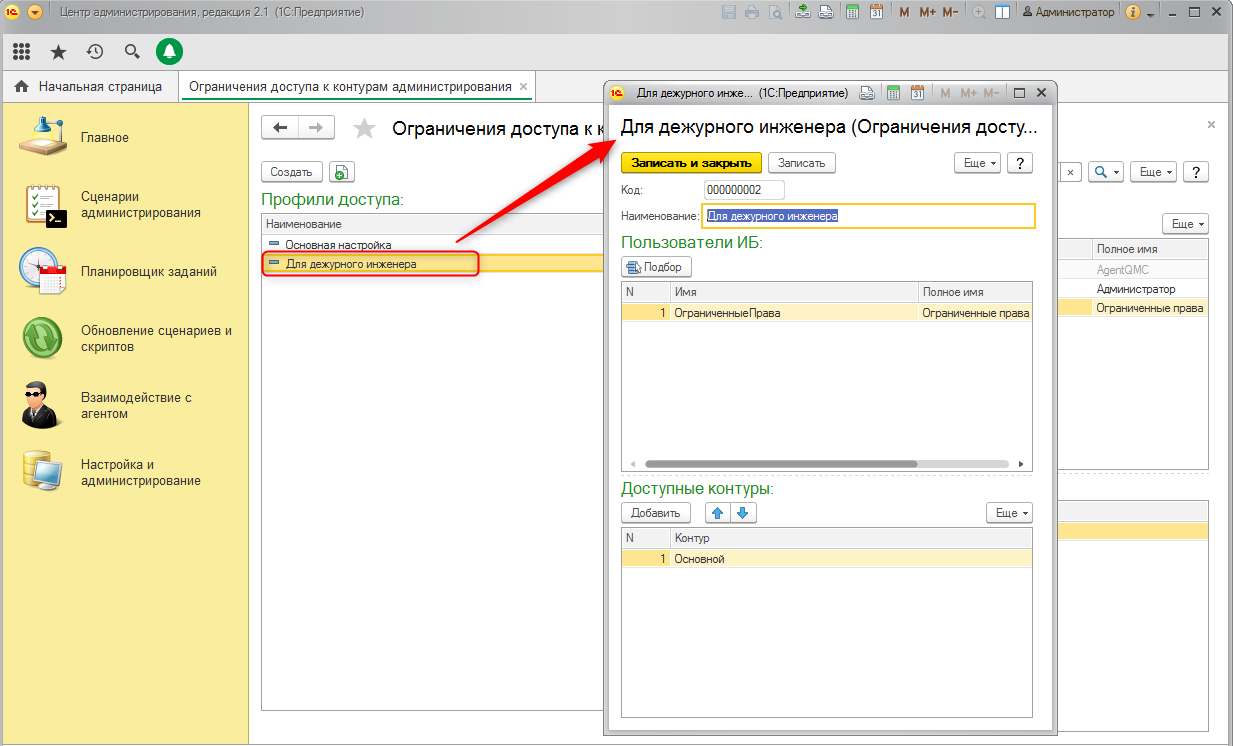 Центр администрирования, редакция 2.1 (1С:Предприятие)
M M+ M-
Администратор
Начальная страница
Ограничения доступа к контурам администрирования
Главное
Сценарии
администрирования
Планировщик заданий
Обновление сценариев и
скриптов
Взаимодействие с
агентом
Настройка и
администрирование
Ограничения доступа к к
Создать
Профили доступа:
Наименование
Основная настройка
Для дежурного инженера
Для дежурного инже... (1С:Предприятие)
M M+ M-
Для дежурного инженера (Ограничения досту...
Записать и закрыть
Записать
Еще
?
Код:
000000002
Наименование:
Для дежурного инженера
Пользователи ИБ:
Подбор
N Имя Полное имя
1 ОграниченныеПрава Ограниченные права
Доступные контуры:
Добавить
Еще
N Контур
1 Основной
Еще
?
Еще
Полное имя
AgentQMC
Администратор
Ограниченные права